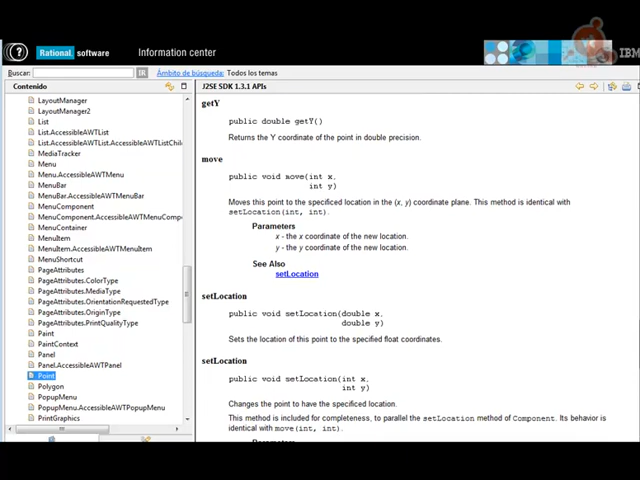 Rational. software Information center IBM
Buscar: IR Ámbito de búsqueda: Todos los temas
Contenido
LayoutManager
LayoutManager2
List
List.AccessibleAWTList
List.AccessibleAWTList.AccessibleAWTListChil
MediaTracker
Menu
Menu.AccessibleAWTMenu
MenuBar
MenuBar.AccessibleAWTMenuBar
MenuComponent
MenuComponent.AccessibleAWTMenuCompo
MenuContainer
MenuItem
MenuItem.AccessibleAWTMenuItem
MenuShortcut
PageAttributes
PageAttributes.ColorType
PageAttributes.MediaType
PageAttributes.OrientationRequestedType
PageAttributes.OriginType
PageAttributes.PrintQualityType
Paint
PaintContext
Panel
Panel.AccessibleAWTPanel
Point
Polygon
PopupMenu
PopupMenu.AccessibleAWTPopupMenu
PrintGraphics
J2SE SDK 1.3.1 APIs
getY
public double getY()
Returns the Y coordinate of the point in double precision.
move
public void move(int x,
int y)
Moves this point to the specificed location in the (x, y) coordinate plane. This method is identical with
setLocation(int, int).
Parameters
x - the x coordinate of the new location.
y - the y coordinate of the new location.
See Also
setLocation
setLocation
public void setLocation(double x,
double y)
Sets the location of this point to the specified float coordinates.
setLocation
public void setLocation(int x,
int y)
Changes the point to have the specificed location.
This method is included for completeness, to parallel the setLocation method of Component. Its behavior is
identical with move(int, int).